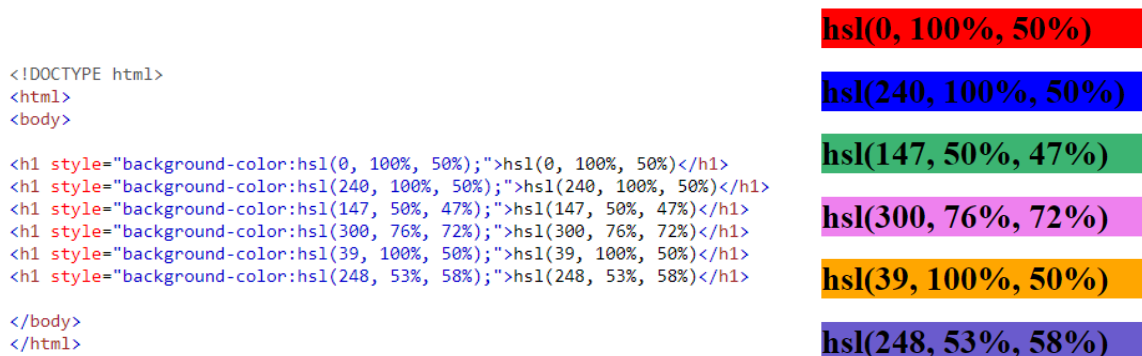 <!DOCTYPE html>
<html>
<body>
<h1 style="background-color:hsl(0, 100%, 50%);">hsl(0, 100%, 50%)</h1>
<h1 style="background-color:hsl(240, 100%, 50%);">hsl(240, 100%, 50%)</h1>
<h1 style="background-color:hsl(147, 50%, 47%);">hsl(147, 50%, 47%)</h1>
<h1 style="background-color:hsl(300, 76%, 72%);">hsl(300, 76%, 72%)</h1>
<h1 style="background-color:hsl(39, 100%, 50%);">hsl(39, 100%, 50%)</h1>
<h1 style="background-color:hsl(248, 53%, 58%);">hsl(248, 53%, 58%)</h1>
</body>
</html>
hsl(0, 100%, 50%)
hsl(240, 100%, 50%)
hsl(147, 50%, 47%)
hsl(300, 76%, 72%)
hsl(39, 100%, 50%)
hsl(248, 53%, 58%)